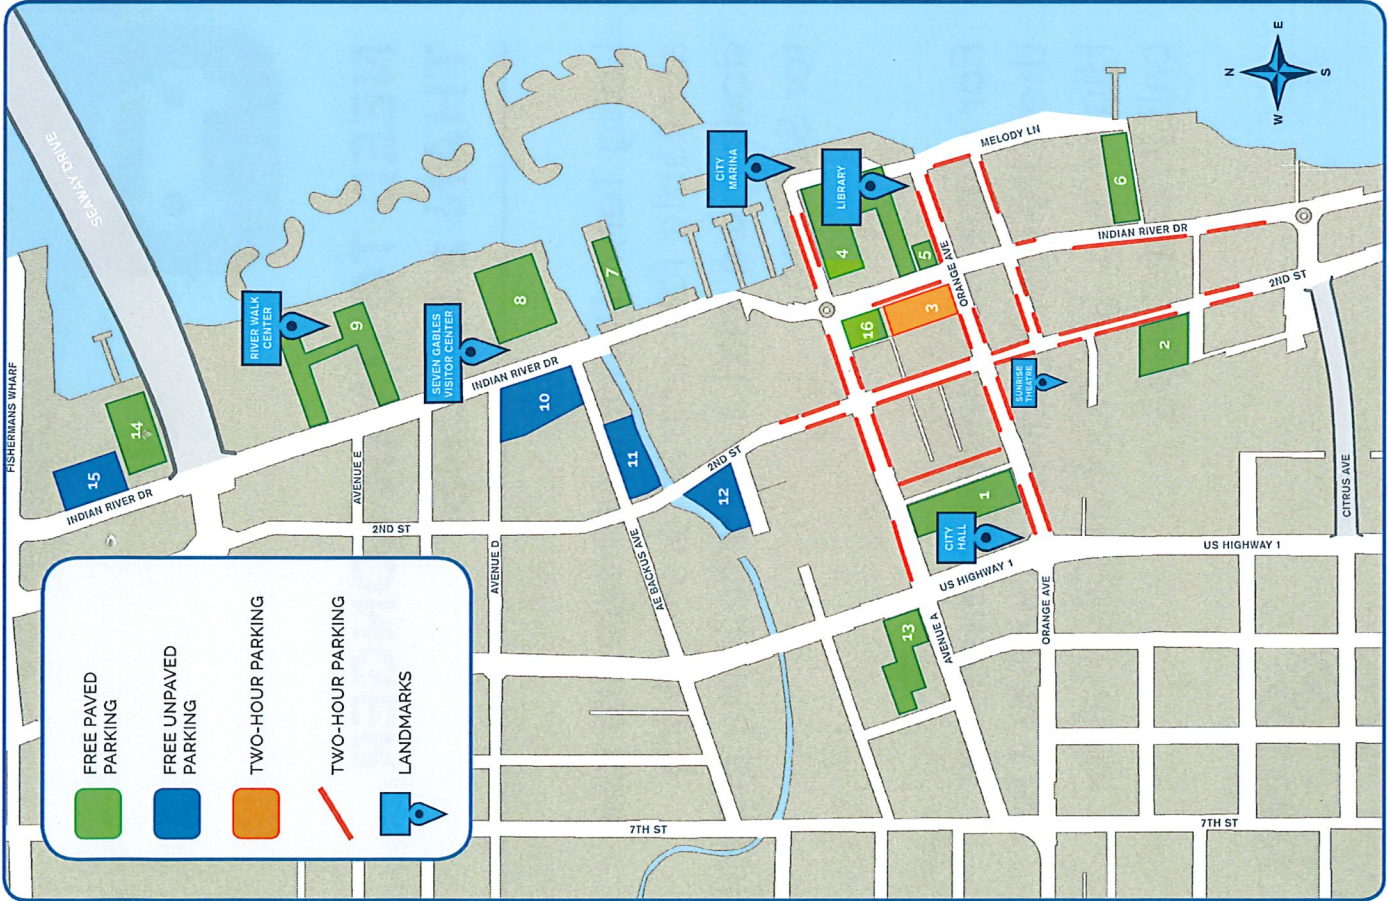 FREE PAVED
PARKING
FREE UNPAVED
PARKING
TWO-HOUR PARKING
TWO-HOUR PARKING
LANDMARKS
FISHERMANS WHARF
SEAWAY DRIVE
INDIAN RIVER DR
15
14
AVENUE E
2ND ST
AVENUE D
RIVER WALK
CENTER
9
SEVEN GABLES
VISITOR CENTER
8
INDIAN RIVER DR
7
10
11
12
AE BACKUS AVE
2ND ST
CITY
MARINA
LIBRARY
4
5
16
3
ORANGE AVE
MELODY LN
6
INDIAN RIVER DR
2ND ST
2
SUNRISE
THEATRE
1
CITY
HALL
US HIGHWAY 1
US HIGHWAY 1
13
AVENUE A
ORANGE AVE
CITRUS AVE
7TH ST
7TH ST
N
E
S
W